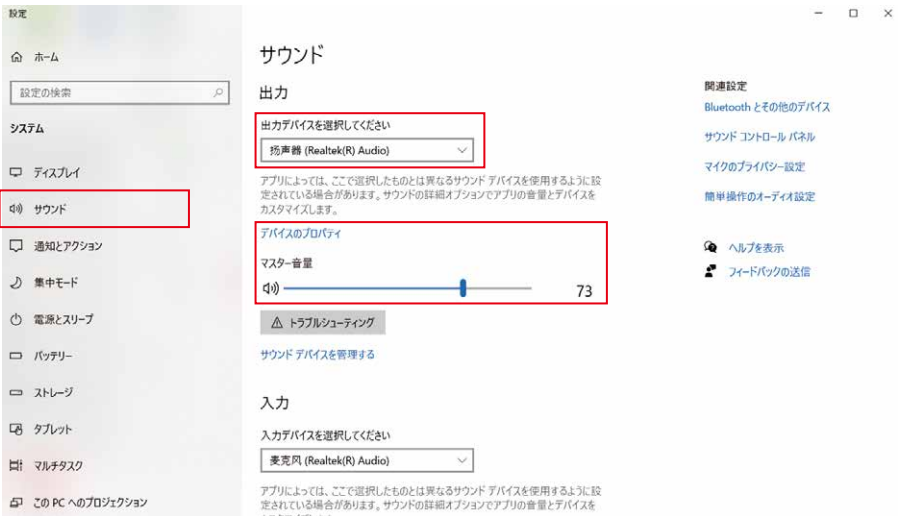 設定
ホーム
設定の検索
システム
ディスプレイ
サウンド
通知とアクション
集中モード
電源とスリープ
バッテリー
ストレージ
タブレット
マルチタスク
この PC へのプロジェクション
サウンド
出力
出力デバイスを選択してください
扬声器 (Realtek(R) Audio)
アプリによっては、ここで選択したものとは異なるサウンド デバイスを使用するように設
定されている場合があります。サウンドの詳細オプションでアプリの音量とデバイスを
カスタマイズします。
デバイスのプロパティ
マスター音量
73
トラブルシューティング
サウンド デバイスを管理する
入力
入力デバイスを選択してください
麦克风 (Realtek(R) Audio)
アプリによっては、ここで選択したものとは異なるサウンド デバイスを使用するように設
定されている場合があります。サウンドの詳細オプションでアプリの音量とデバイスを
関連設定
Bluetooth とその他のデバイス
サウンド コントロール パネル
マイクのプライバシー設定
簡単操作のオーディオ設定
ヘルプを表示
フィードバックの送信